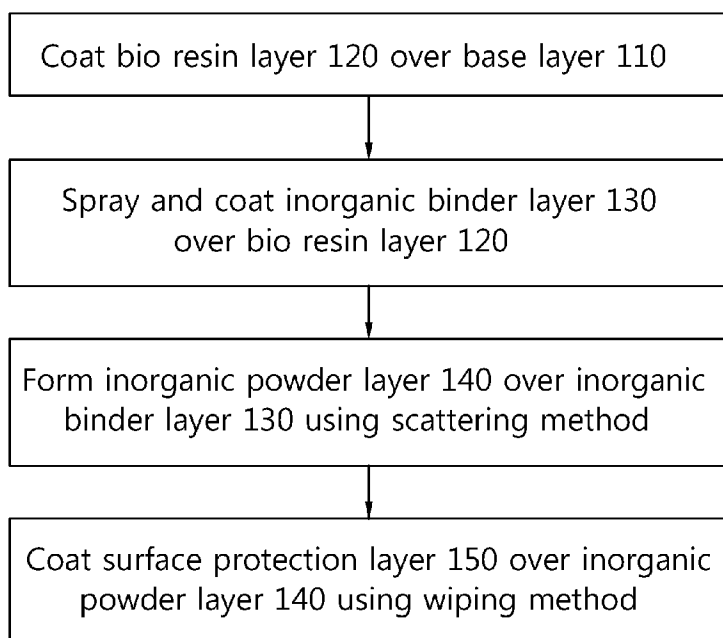 Coat bio resin layer 120 over base layer 110
Spray and coat inorganic binder layer 130
over bio resin layer 120
Form inorganic powder layer 140 over inorganic
binder layer 130 using scattering method
Coat surface protection layer 150 over inorganic
powder layer 140 using wiping method